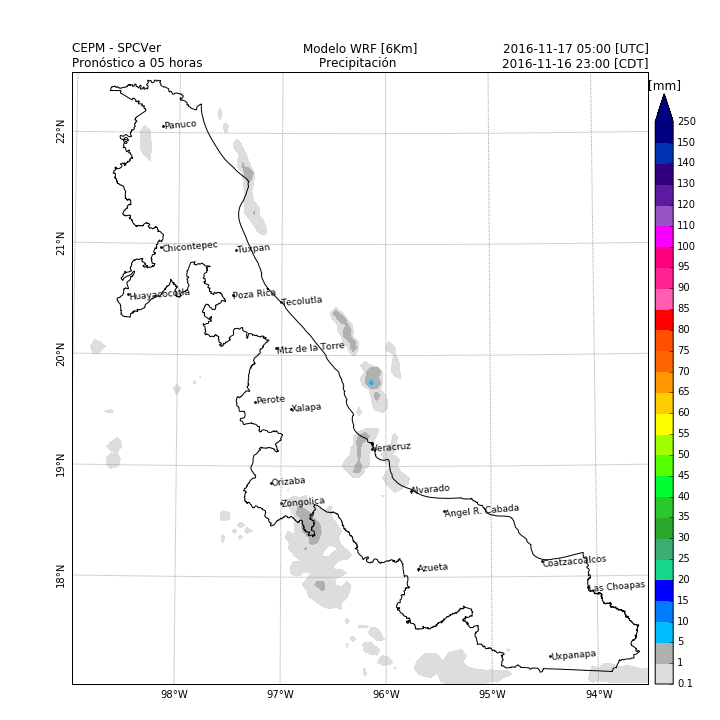 CEPM - SPCVer
Modelo WRF [6Km]
2016-11-17 05:00 [UTC]
Pronóstico a 05 horas
Precipitación
2016-11-16 23:00 [CDT]
[mm]
250
150
140
130
120
110
100
95
90
85
80
75
70
65
60
55
50
45
40
35
30
25
20
15
10
5
1
0.1
22°N
21°N
20°N
19°N
18°N
Panuco
Chicontepec
Tuxpan
Huayacocotla
Poza Rica
Tecolutla
Mtz de la Torre
Perote
Xalapa
Veracruz
Orizaba
Alvarado
Zongolica
Angel R. Cabada
Coatzacoalcos
Azueta
Las Choapas
Uxpanapa
98°W
97°W
96°W
95°W
94°W